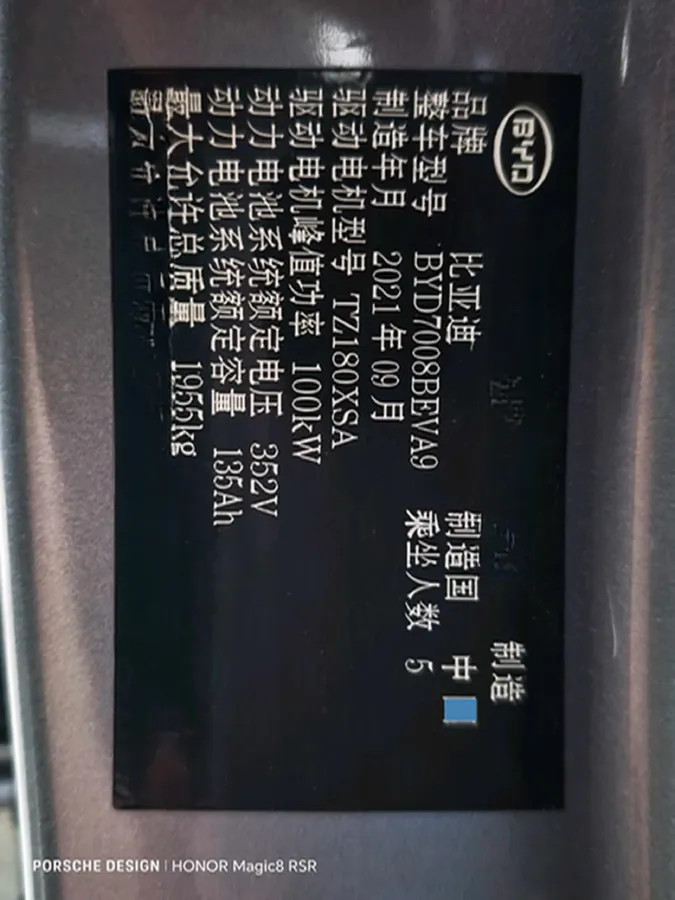 BYD
制造
品牌 比亚迪 制造国 中
整车型号 BYD7008BEVA9 乘坐人数 5
制造年月 2021年09月
驱动电机型号 TZ180XSA
驱动电机峰值功率 100kW
动力电池系统额定电压 352V
动力电池系统额定容量 135Ah
最大允许总质量 1955kg
PORSCHE DESIGN | HONOR Magic8 RSR